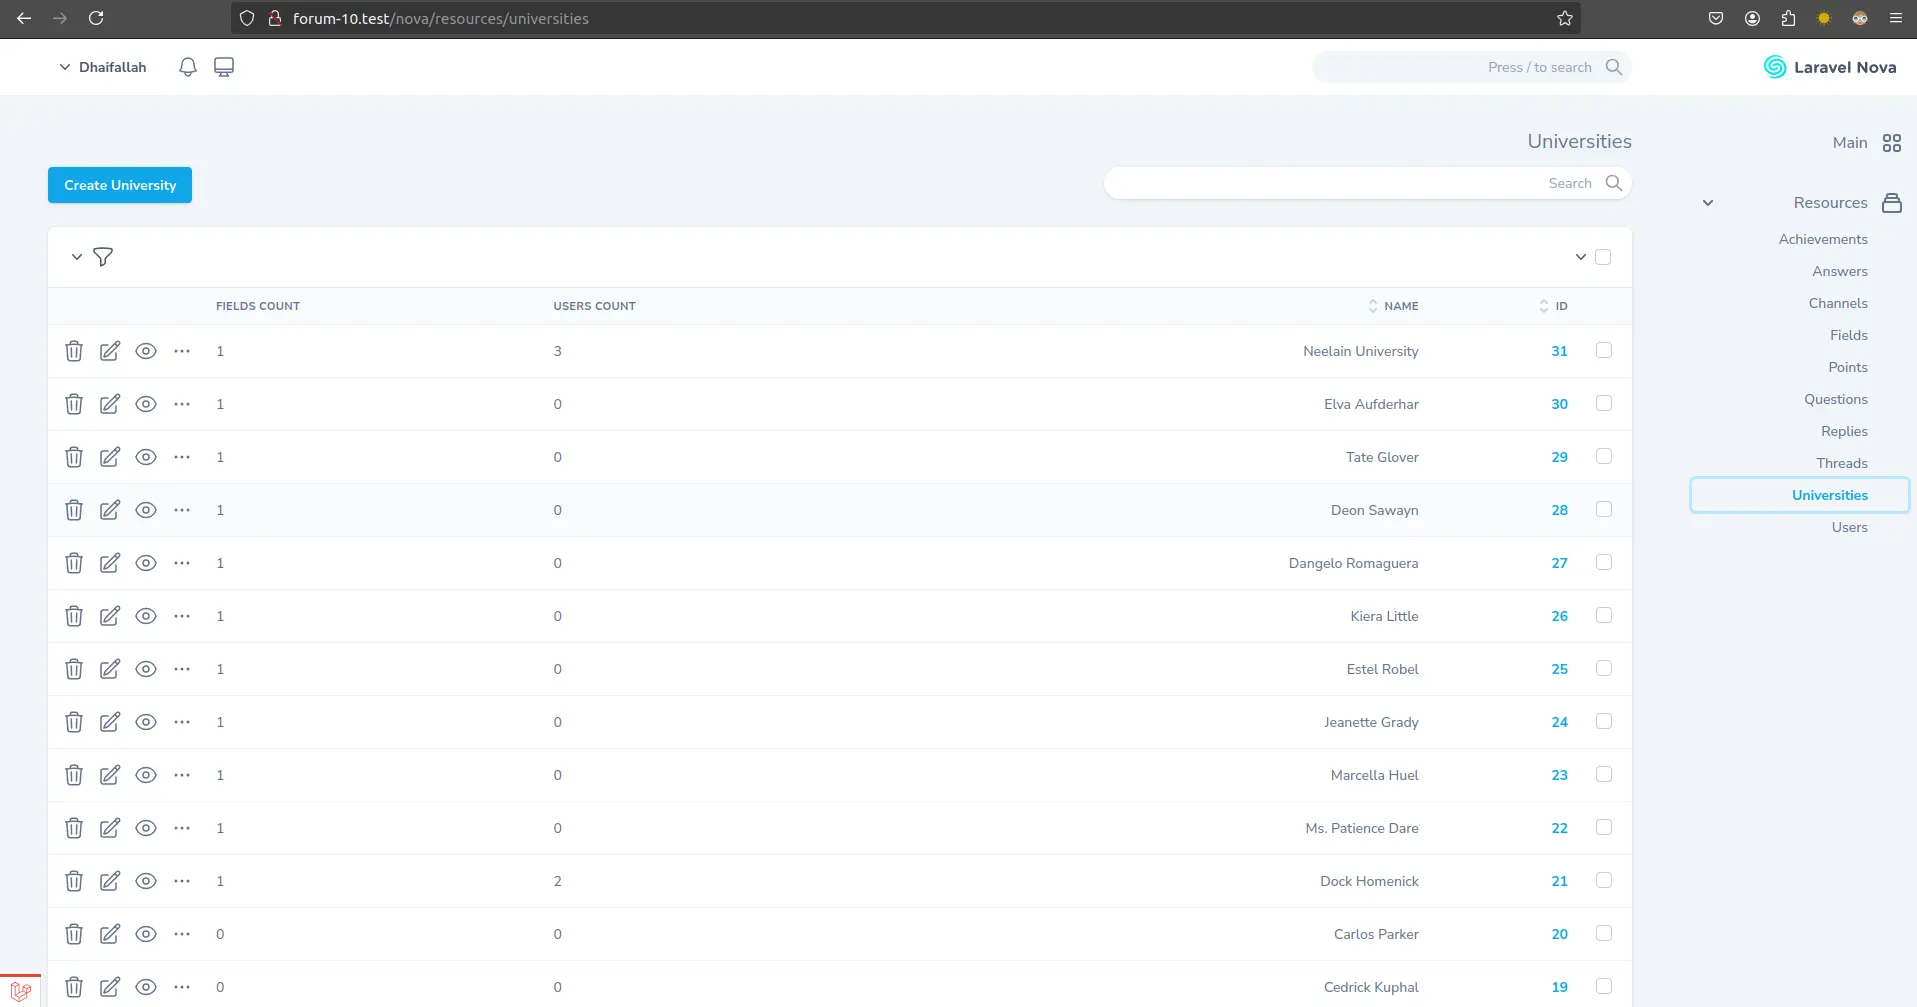 forum-10.test/nova/resources/universities
Dhaifallah
Press / to search
Laravel Nova
Universities
Main
Create University
Search
Resources
Achievements
Answers
Channels
Fields
Points
Questions
Replies
Threads
Universities
Users
FIELDS COUNT USERS COUNT NAME ID
1 3 Neelain University 31
1 0 Elva Aufderhar 30
1 0 Tate Glover 29
1 0 Deon Sawayn 28
1 0 Dangelo Romaguera 27
1 0 Kiera Little 26
1 0 Estel Robel 25
1 0 Jeanette Grady 24
1 0 Marcella Huel 23
1 0 Ms. Patience Dare 22
1 2 Dock Homenick 21
0 0 Carlos Parker 20
0 0 Cedrick Kuphal 19